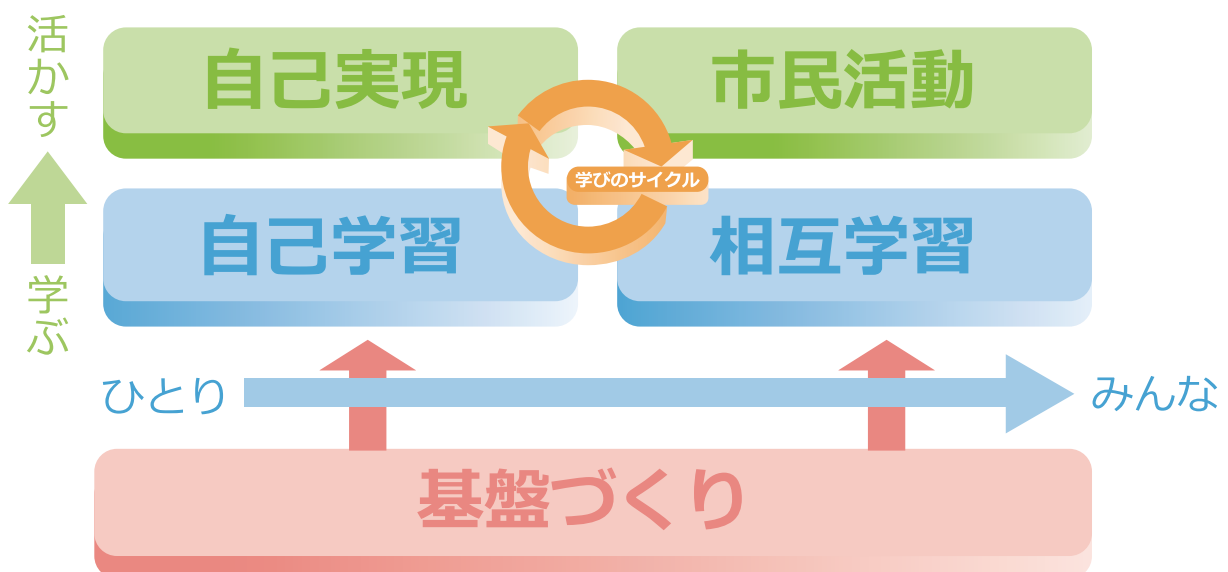 活かす
自己実現
市民活動
学びのサイクル
自己学習
相互学習
学ぶ
ひとり
みんな
基盤づくり